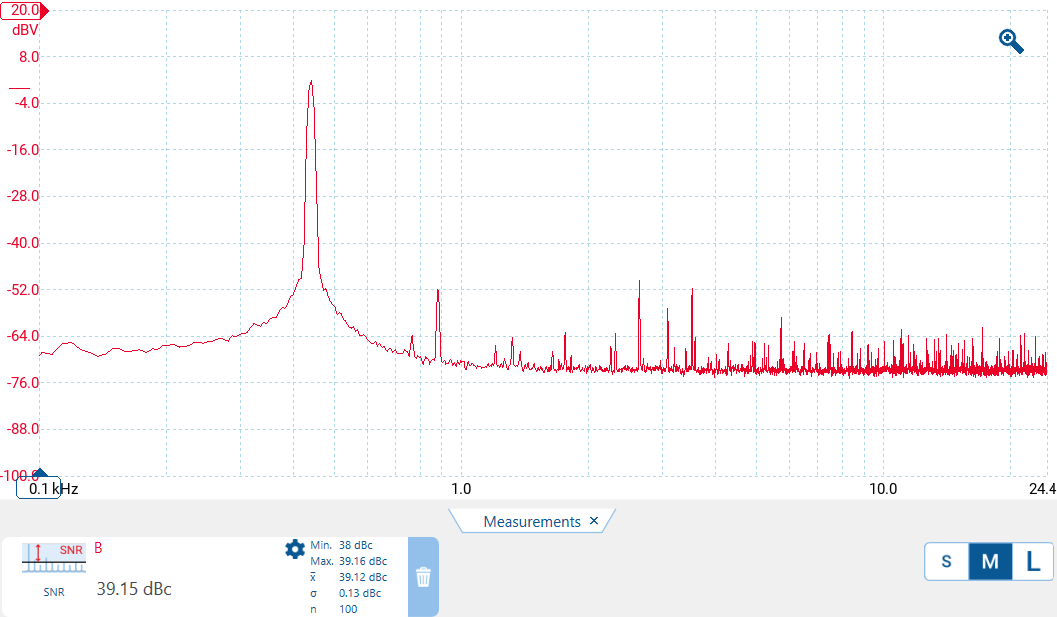 20.0
dBV
8.0
-4.0
-16.0
-28.0
-40.0
-52.0
-64.0
-76.0
-88.0
-100.0
0.1 kHz 1.0 10.0 24.4
Measurements ×
SNR B
SNR
39.15 dBc
Min. 38 dBc
Max. 39.16 dBc
x̄ 39.12 dBc
σ 0.13 dBc
n 100
S M L